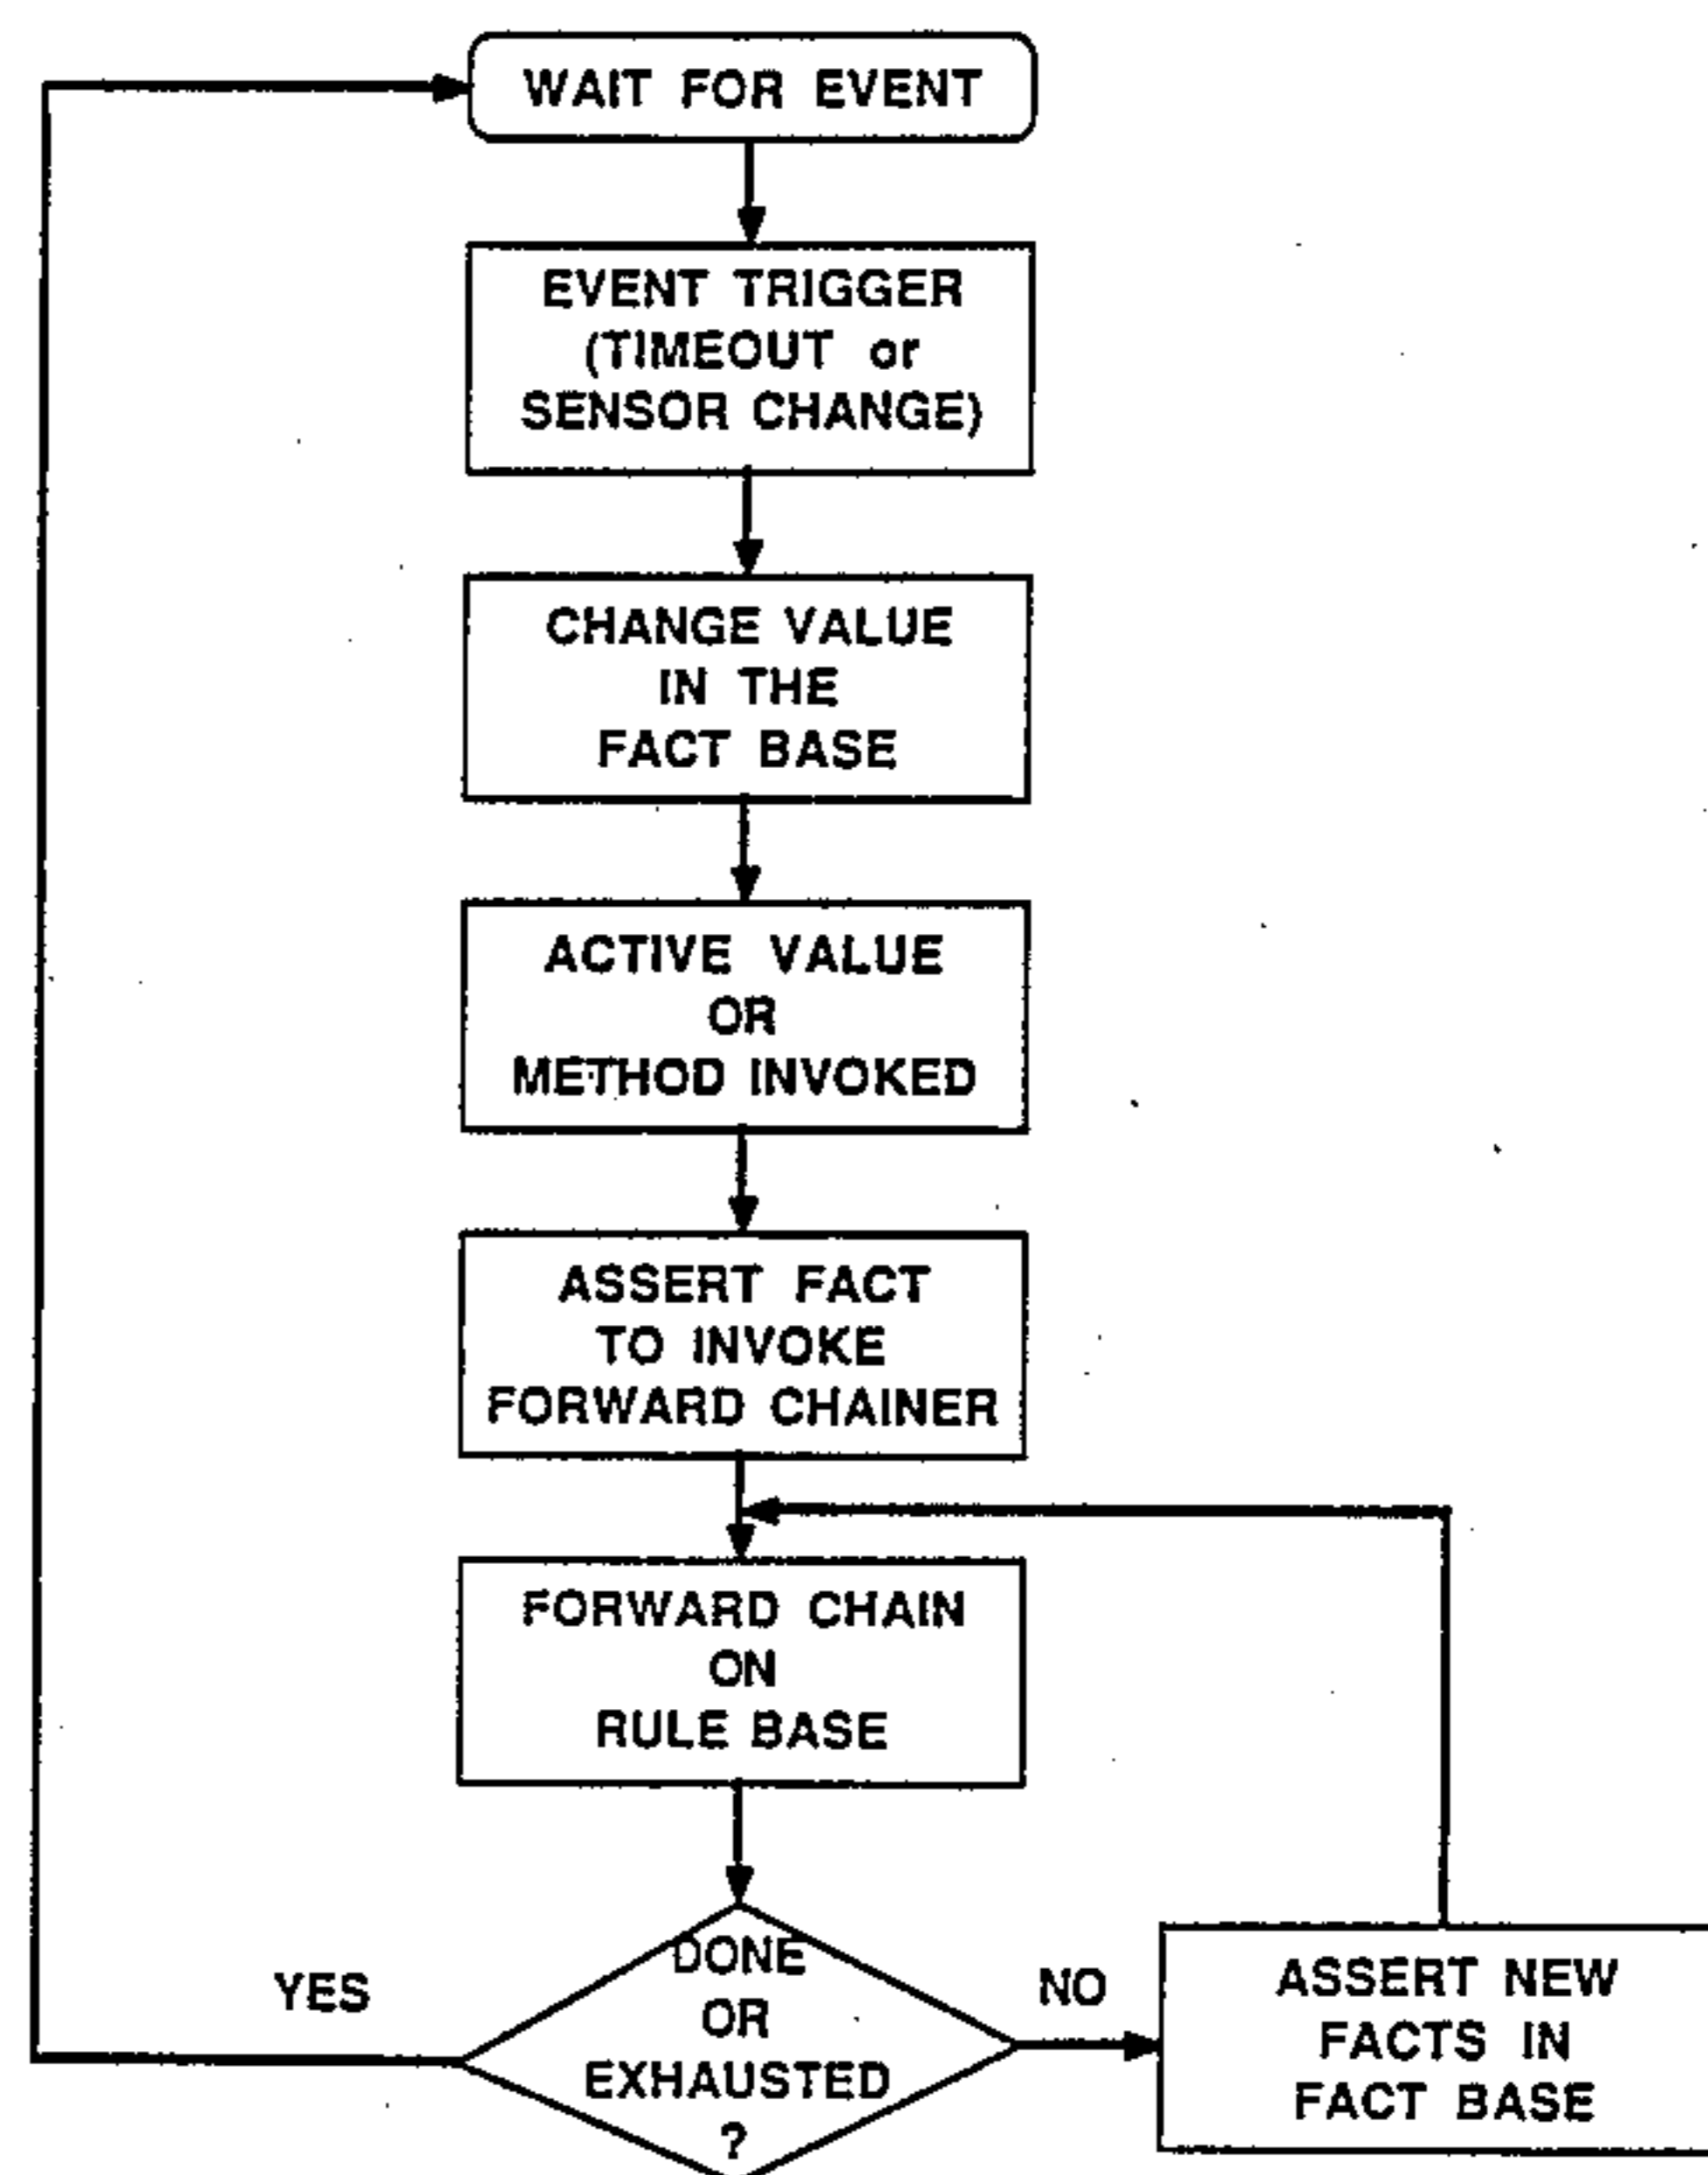 WAIT FOR EVENT
EVENT TRIGGER
(TIMEOUT or
SENSOR CHANGE)
CHANGE VALUE
IN THE
FACT BASE
ACTIVE VALUE
OR
METHOD INVOKED
ASSERT FACT
TO INVOKE
FORWARD CHAINER
FORWARD CHAIN
ON
RULE BASE
DONE
OR
EXHAUSTED
?
YES
NO
ASSERT NEW
FACTS IN
FACT BASE